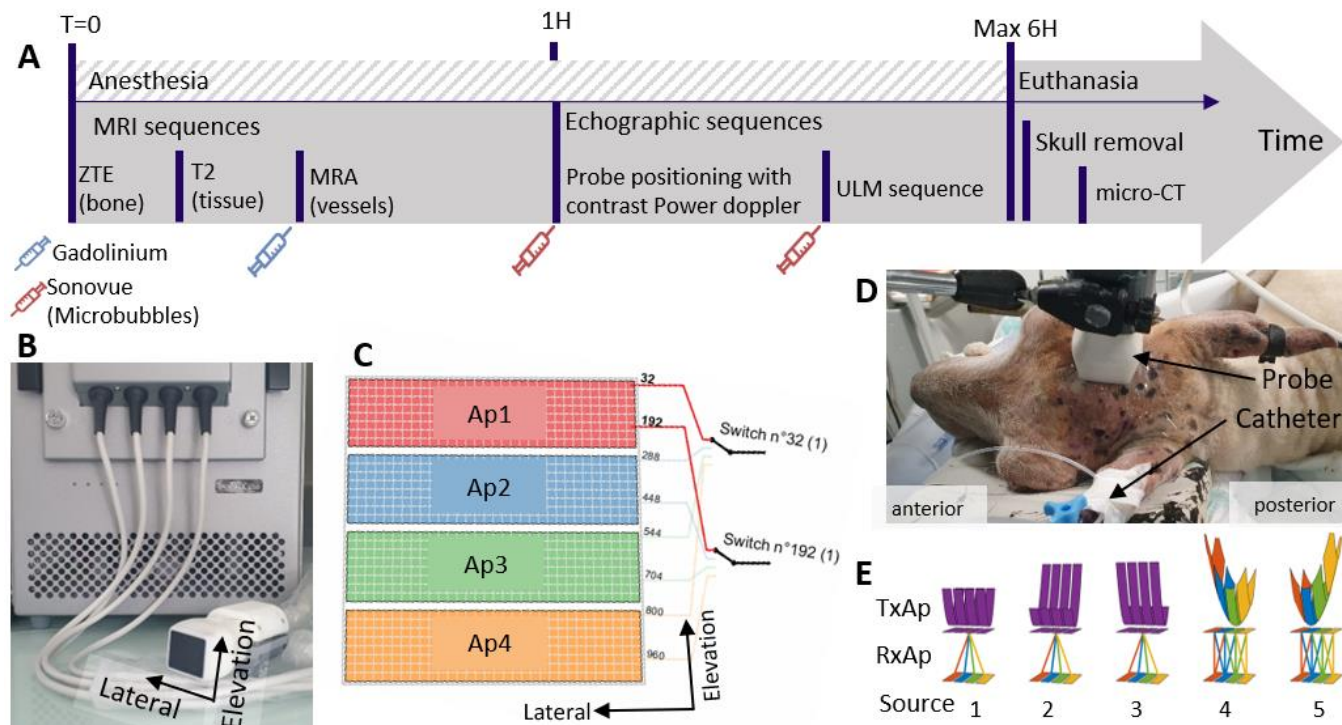 T=0
1H
Max 6H
A
Anesthesia
Euthanasia
MRI sequences
Echographic sequences
Skull removal
Time
ZTE
(bone)
T2
(tissue)
MRA
(vessels)
Probe positioning with
contrast Power doppler
ULM sequence
micro-CT
Gadolinium
Sonovue
(Microbubbles)
B
Lateral
Elevation
C
32
Ap1
192
Switch n°32 (1)
288
Ap2
448
544
Switch n°192 (1)
Ap3
704
800
Ap4
960
Elevation
Lateral
D
Probe
Catheter
anterior
posterior
E
TxAp
RxAp
Source
1
2
3
4
5